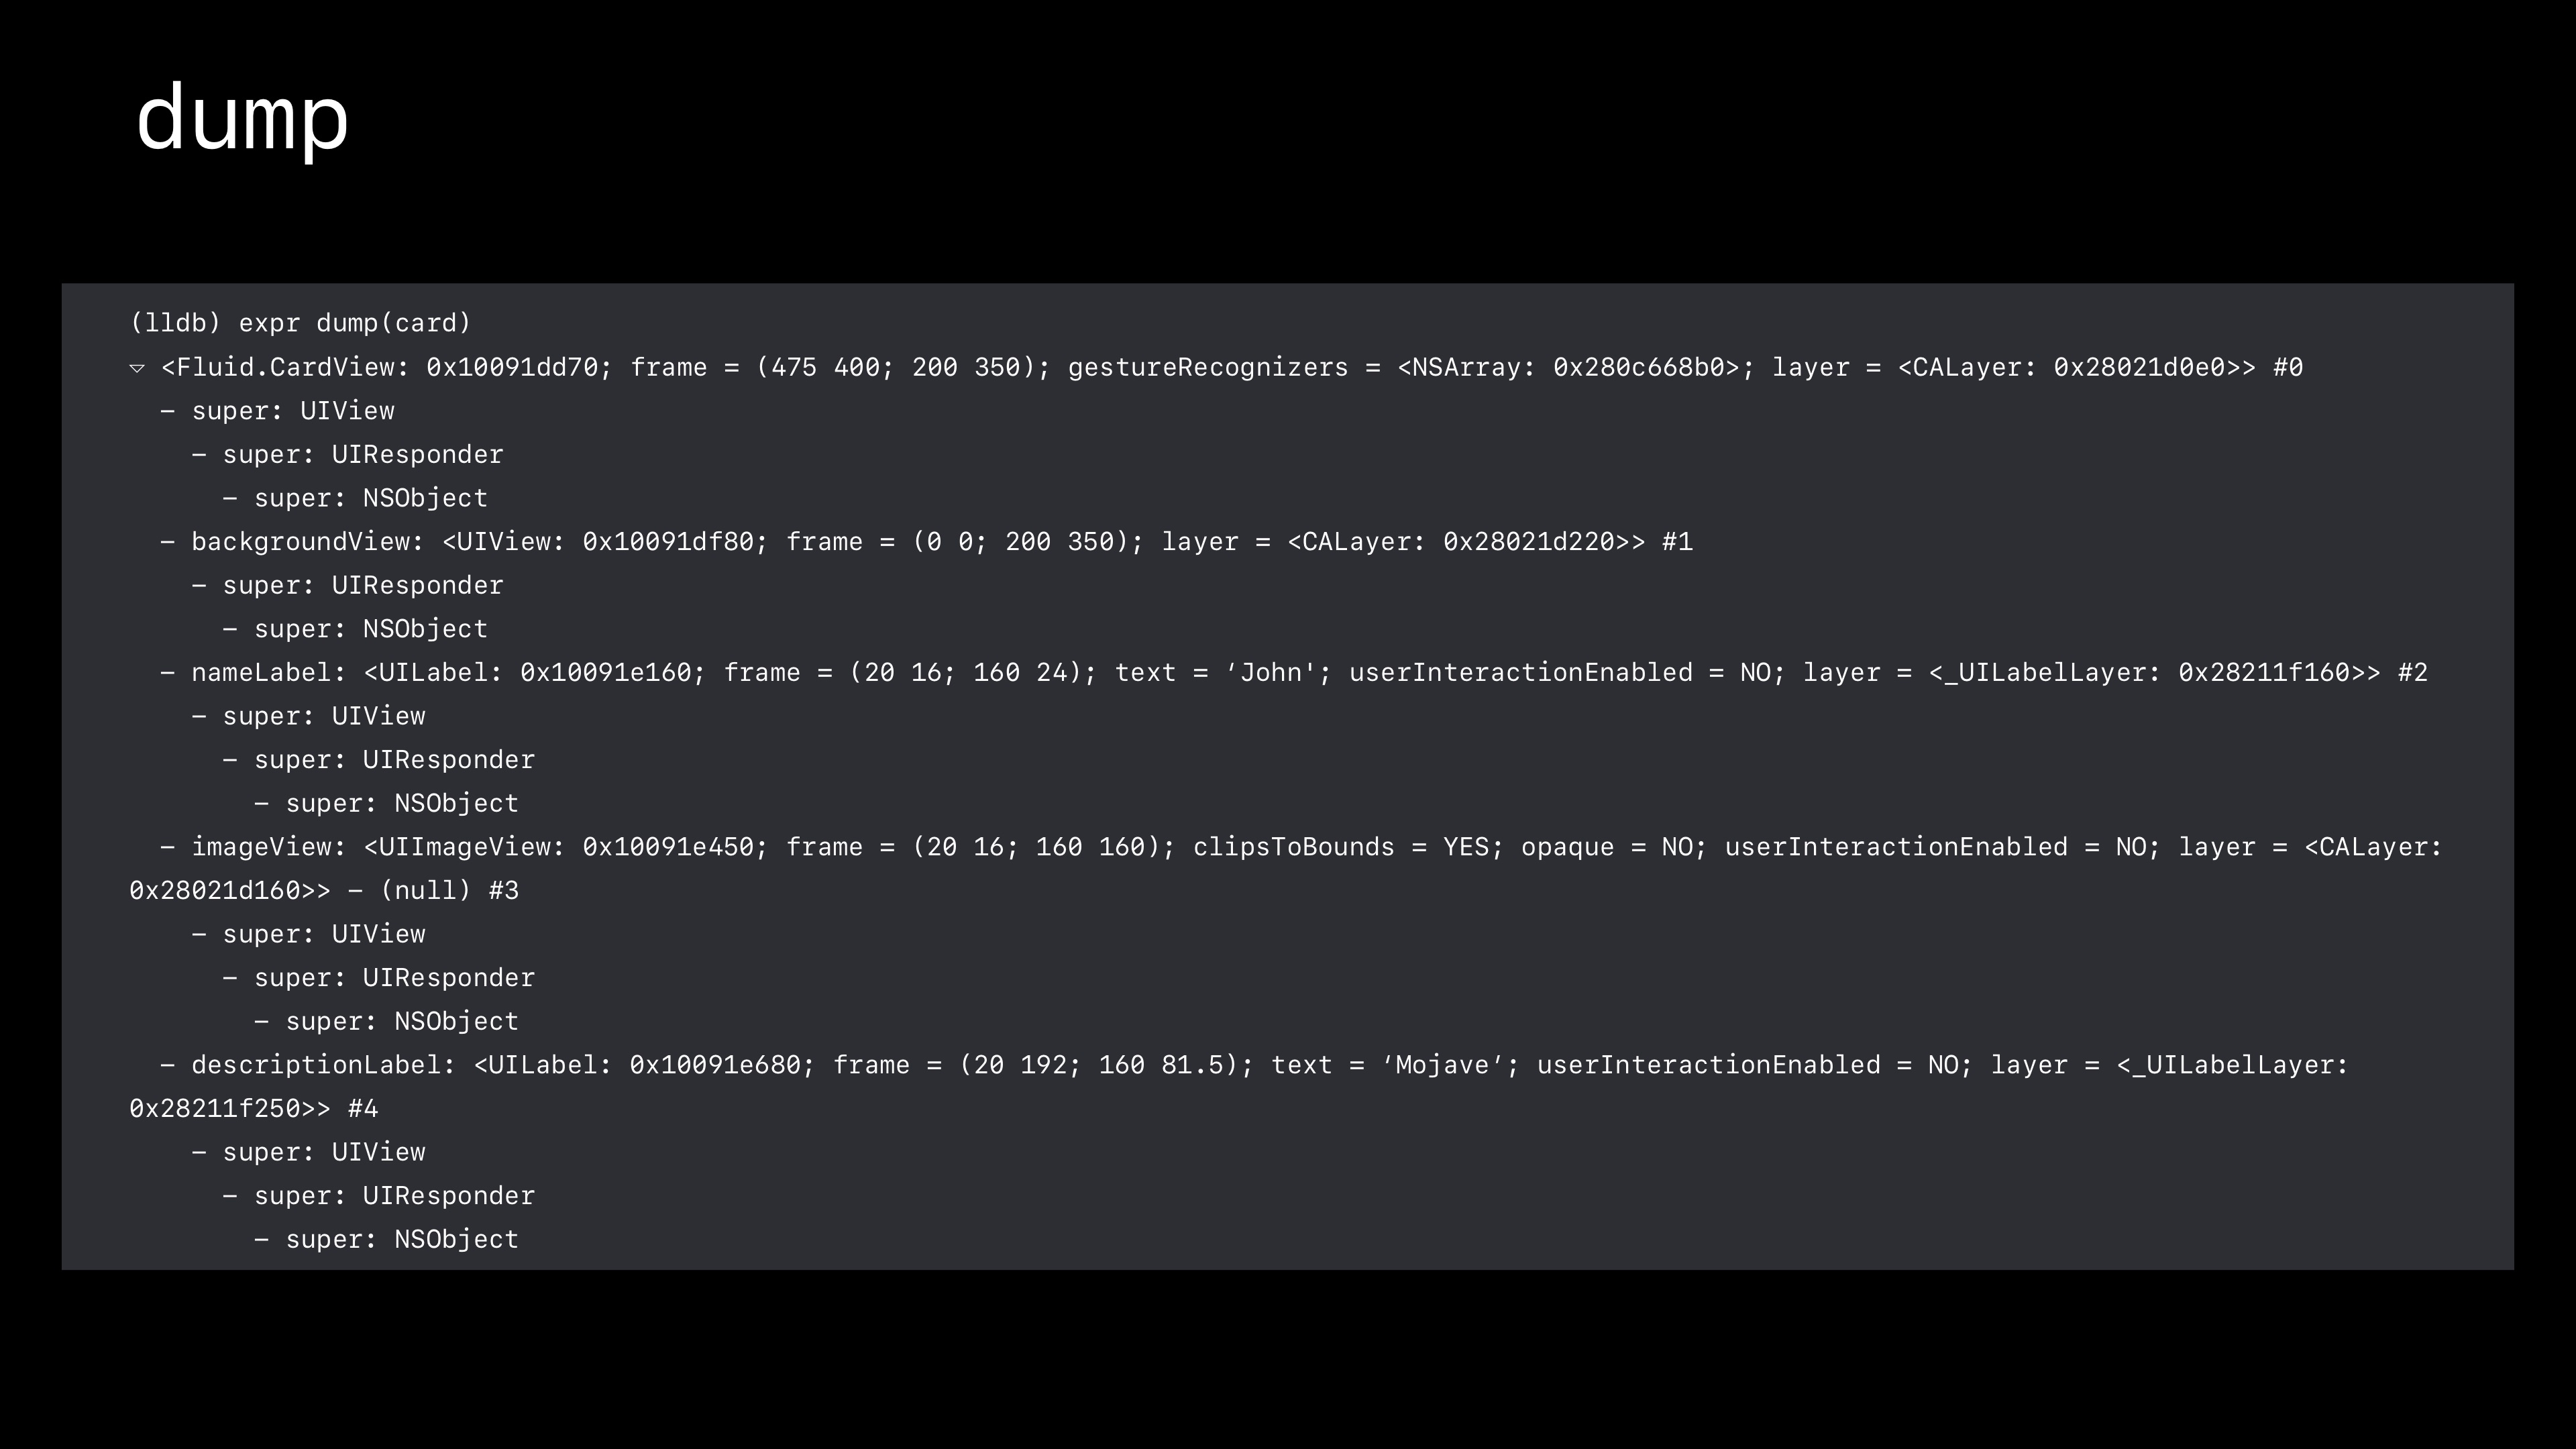 dump
(lldb) expr dump(card)
▿ <Fluid.CardView: 0x10091dd70; frame = (475 400; 200 350); gestureRecognizers = <NSArray: 0x280c668b0>; layer = <CALayer: 0x28021d0e0>> #0
  – super: UIView
    – super: UIResponder
      – super: NSObject
  – backgroundView: <UIView: 0x10091df80; frame = (0 0; 200 350); layer = <CALayer: 0x28021d220>> #1
    – super: UIResponder
      – super: NSObject
  – nameLabel: <UILabel: 0x10091e160; frame = (20 16; 160 24); text = ‘John'; userInteractionEnabled = NO; layer = <_UILabelLayer: 0x28211f160>> #2
    – super: UIView
      – super: UIResponder
        – super: NSObject
  – imageView: <UIImageView: 0x10091e450; frame = (20 16; 160 160); clipsToBounds = YES; opaque = NO; userInteractionEnabled = NO; layer = <CALayer:
0x28021d160>> – (null) #3
    – super: UIView
      – super: UIResponder
        – super: NSObject
  – descriptionLabel: <UILabel: 0x10091e680; frame = (20 192; 160 81.5); text = ‘Mojave’; userInteractionEnabled = NO; layer = <_UILabelLayer:
0x28211f250>> #4
    – super: UIView
      – super: UIResponder
        – super: NSObject